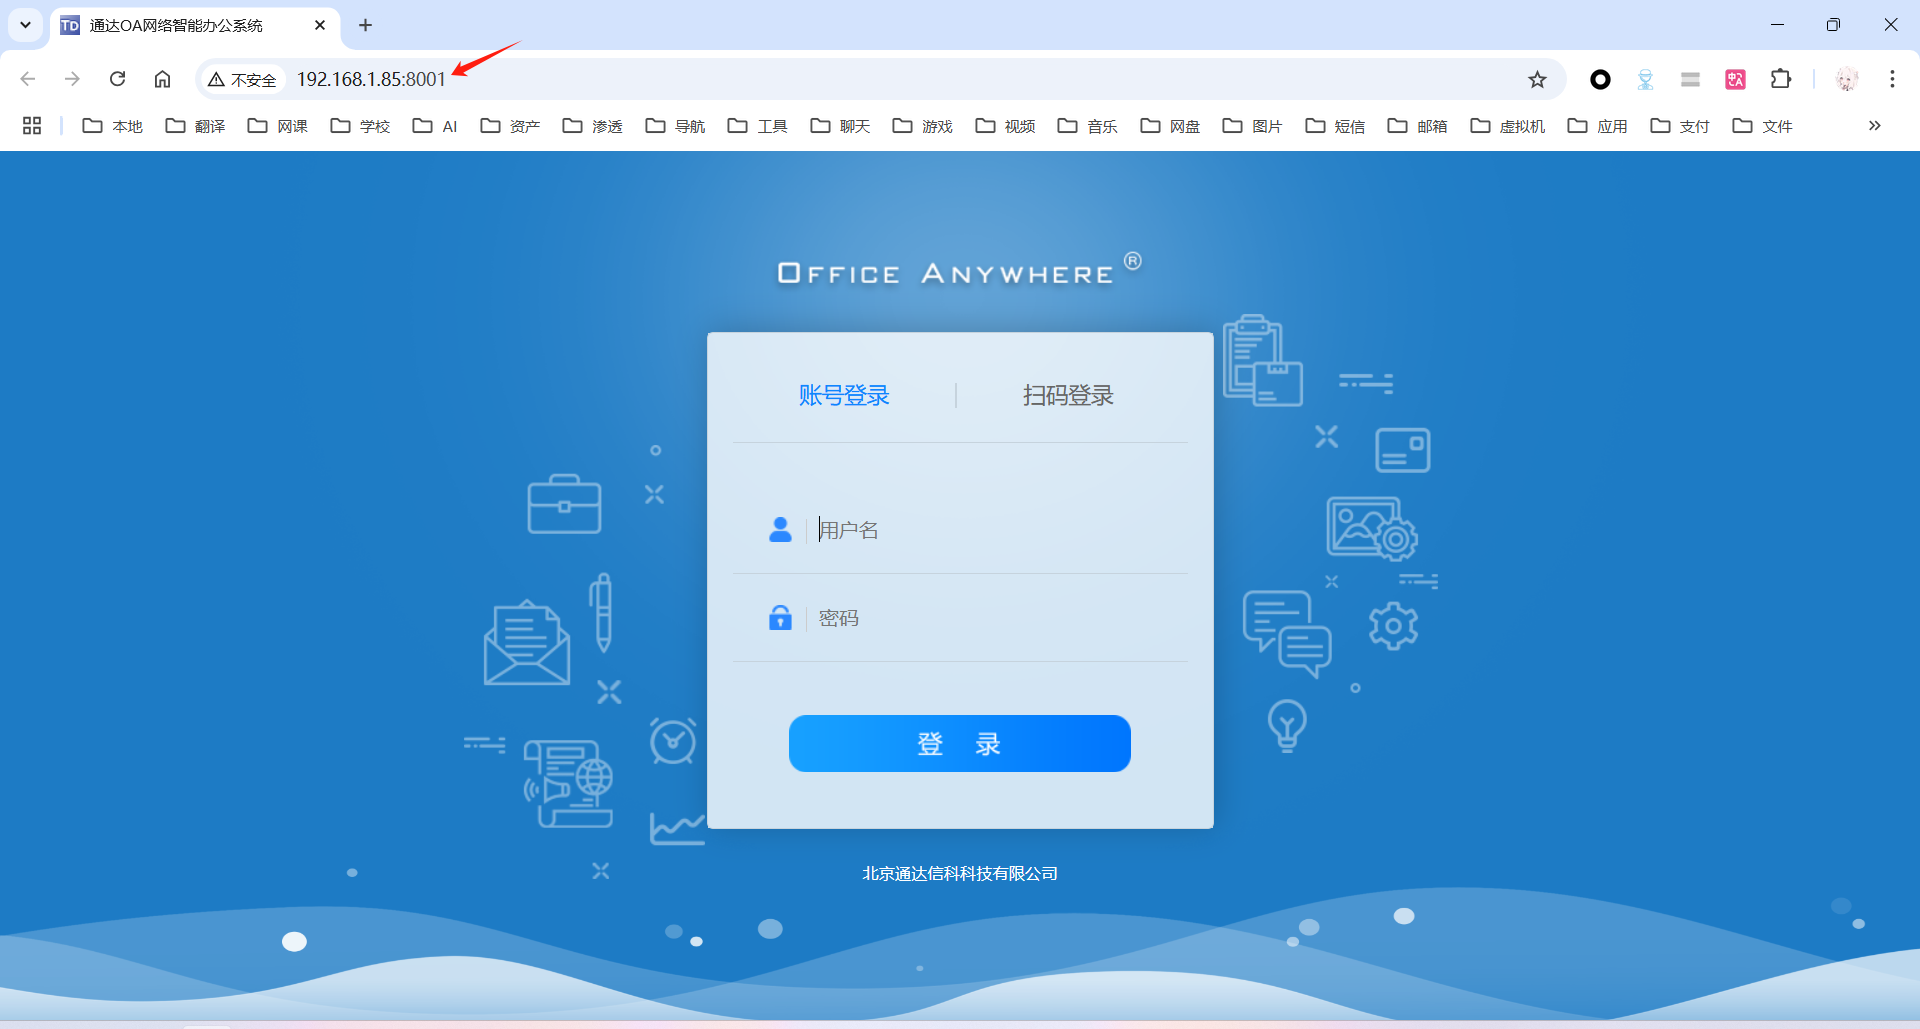 TD 通达OA网络智能办公系统
不安全 192.168.1.85:8001
本地 翻译 网课 学校 AI 资产 渗透 导航 工具 聊天 游戏 视频 音乐 网盘 图片 短信 邮箱 虚拟机 应用 支付 文件
OFFICE ANYWHERE®
账号登录 扫码登录
用户名
密码
登 录
北京通达信科科技有限公司